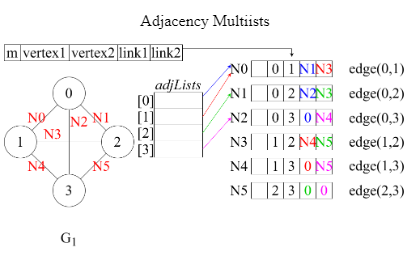 Adjacency Multiists
m vertex1 vertex2 link1 link2
adjLists
[0]
[1]
[2]
[3]
N0 0 1 N1 N3 edge(0,1)
N1 0 2 N2 N3 edge(0,2)
N2 0 3 0 N4 edge(0,3)
N3 1 2 N4 N5 edge(1,2)
N4 1 3 0 N5 edge(1,3)
N5 2 3 0 0 edge(2,3)
0
N0 N2 N1
1 N3 2
N4 N5
3
G1